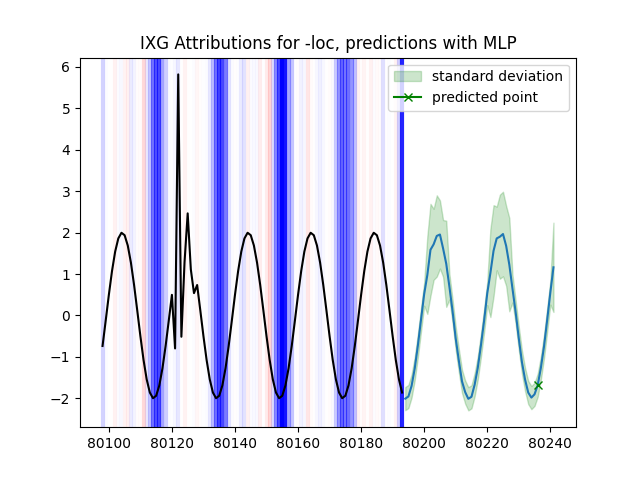 IXG Attributions for -loc, predictions with MLP
standard deviation
predicted point
6
5
4
3
2
1
0
−1
−2
80100 80120 80140 80160 80180 80200 80220 80240